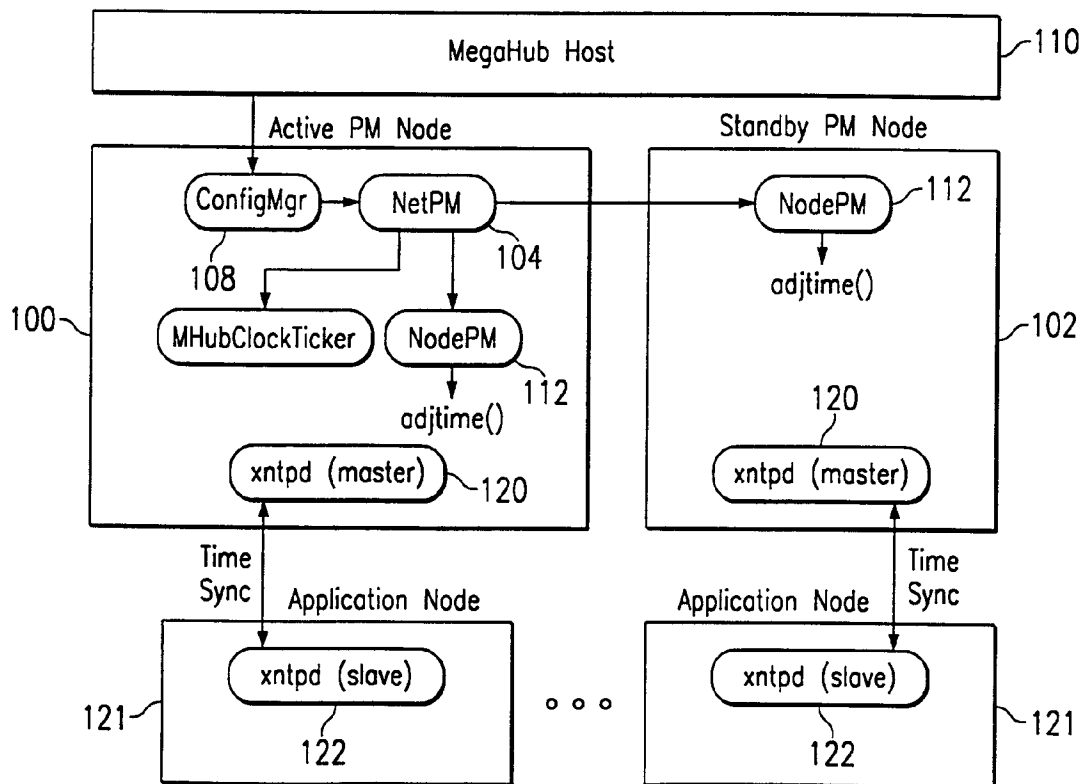 MegaHub Host
110
Active PM Node
Standby PM Node
ConfigMgr
NetPM
NodePM
112
108
104
adjtime()
100
MHubClockTicker
NodePM
102
112
adjtime()
120
xntpd (master)
120
xntpd (master)
Time
Sync
Time
Sync
Application Node
Application Node
xntpd (slave)
xntpd (slave)
121
122
122
121